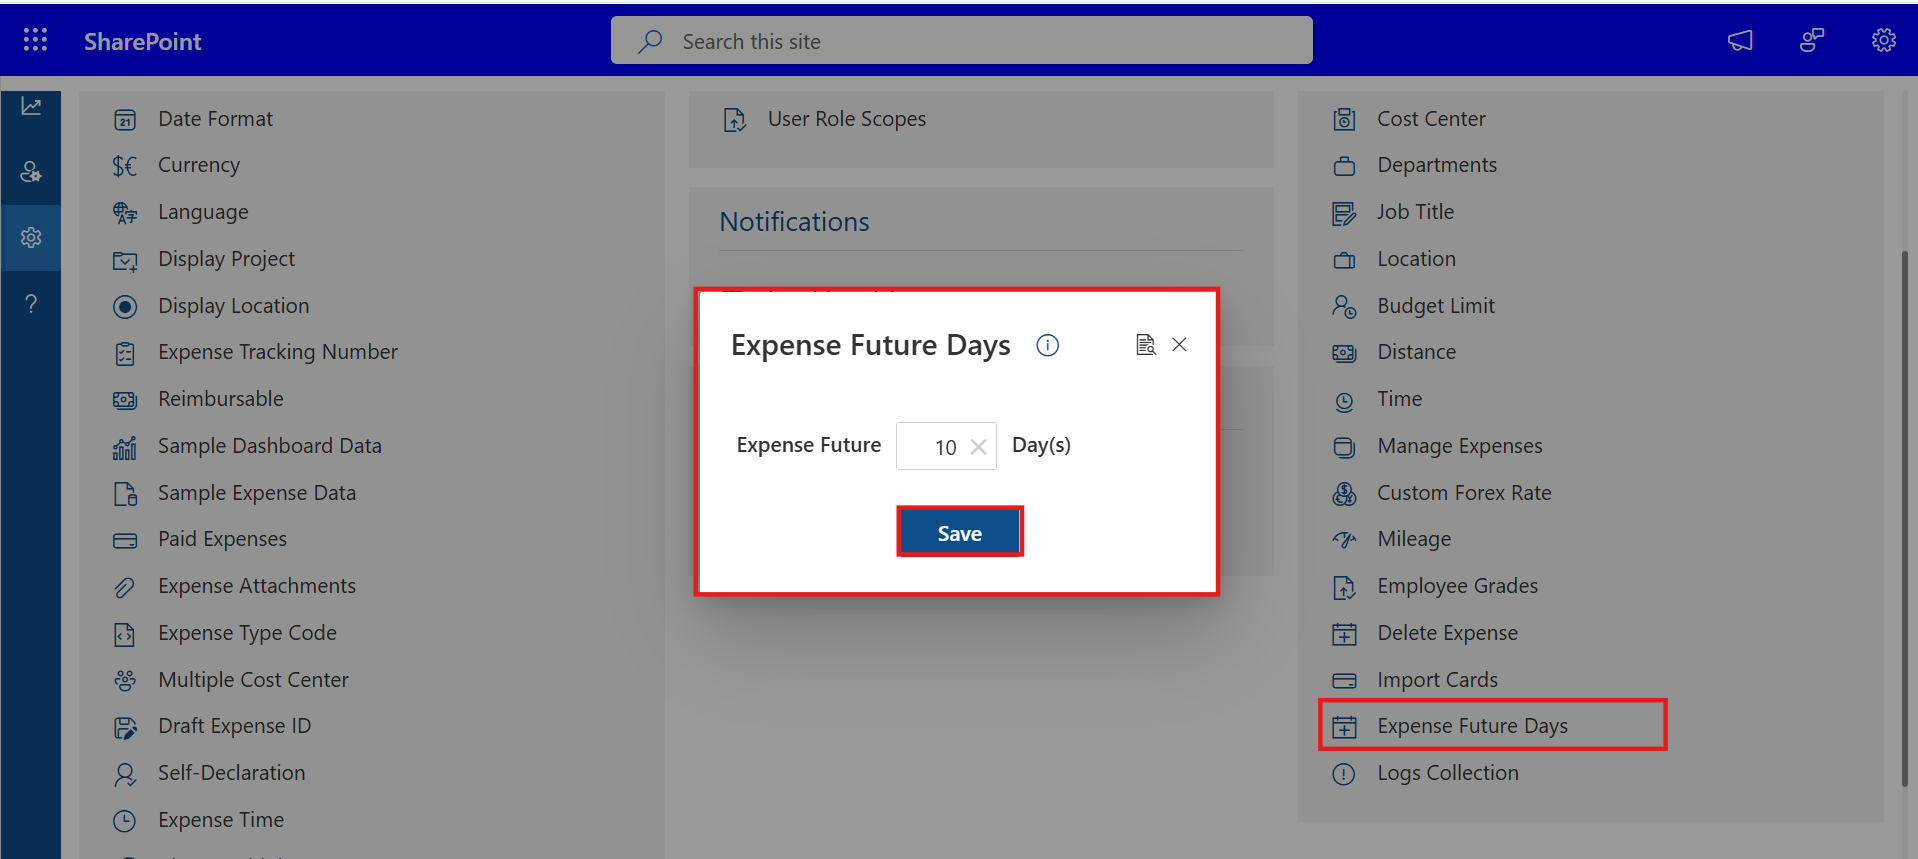 SharePoint
Search this site
Date Format
Currency
Language
Display Project
Display Location
Expense Tracking Number
Reimbursable
Sample Dashboard Data
Sample Expense Data
Paid Expenses
Expense Attachments
Expense Type Code
Multiple Cost Center
Draft Expense ID
Self-Declaration
Expense Time
User Role Scopes
Notifications
Expense Future Days
Expense Future 10 Day(s)
Save
Cost Center
Departments
Job Title
Location
Budget Limit
Distance
Time
Manage Expenses
Custom Forex Rate
Mileage
Employee Grades
Delete Expense
Import Cards
Expense Future Days
Logs Collection